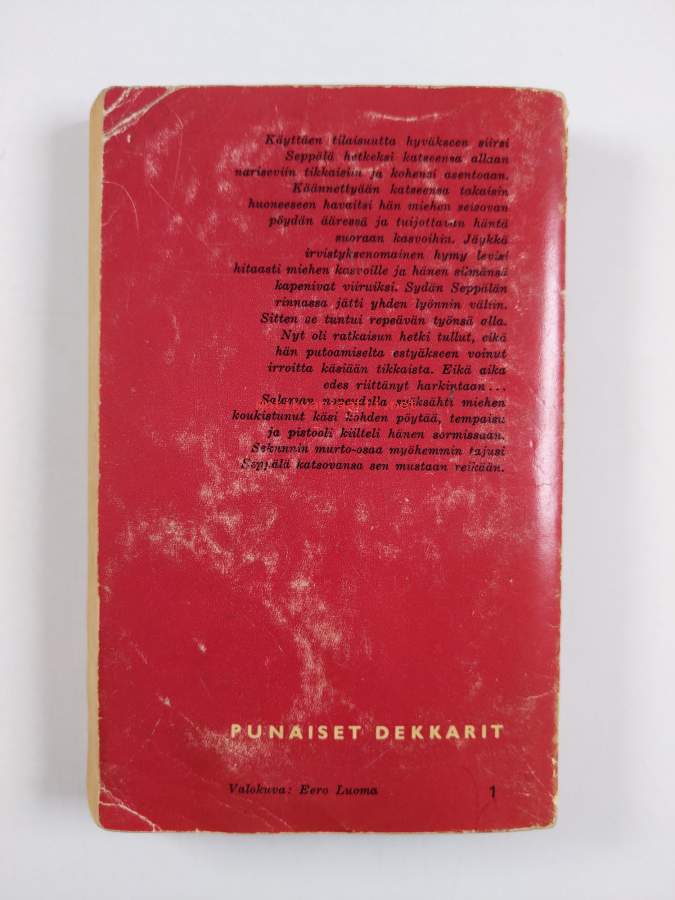 Käyttäen tilaisuutta hyväkseen siirsi
Seppälä hetkeksi katseensa allaan
nariseviin tikkaisiin ja kohensi asentoaan.
Käännettyään katseensa takaisin
huoneeseen havaitsi hän miehen seisovan
pöydän ääressä ja tuijottavan häntä
suoraan kasvoihin. Jäykkä
irvistyksenomainen hymy levisi
hitaasti miehen kasvoille ja hänen silmänsä
kapenivat viiruiksi. Sydän Seppälän
rinnassa jätti yhden lyönnin väliin.
Sitten se tuntui repeävän työnsä alla.
Nyt oli ratkaisun hetki tullut, eikä
hän putoamiselta estyäkseen voinut
irroitta käsiään tikkaista. Eikä aika
edes riittänyt harkintaan...
Salaman nopeudella syöksähti miehen
koukistunut käsi kohden pöytää, tempaisu
ja pistooli kiilteli hänen sormissaan.
Sekunnin murto-osaa myöhemmin tajusi
Seppälä katsovansa sen mustaan reikään.
PUNAISET DEKKARIT
Valokuva: Eero Luoma 1